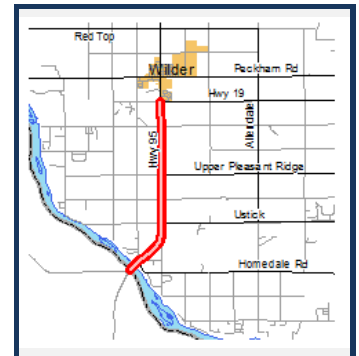 Red Top
Wilder
Peckham Rd
Hwy 19
Allendale
Hwy 95
Upper Pleasant Ridge
Ustick
Homedale Rd